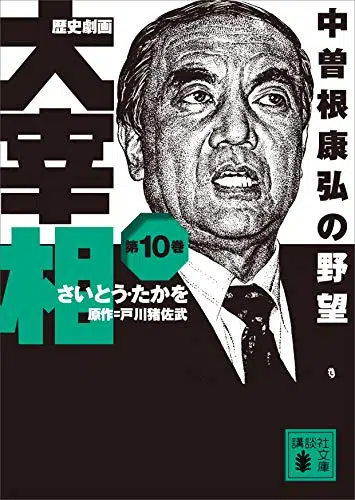 中曽根康弘の野望
歴史劇画
大宰相
第10巻
さいとう・たかを
原作=戸川猪佐武
講談社
文庫